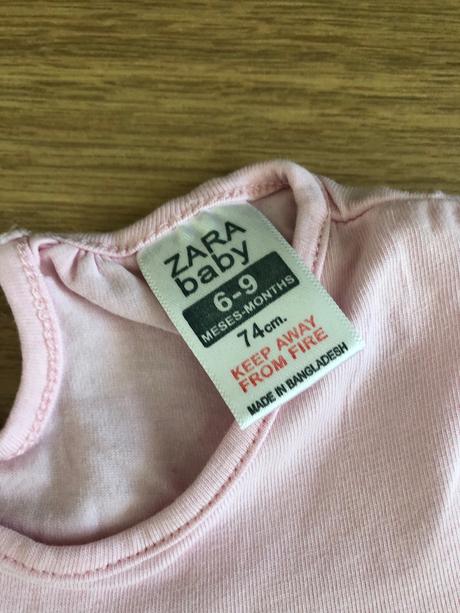 ZARA
baby
6-9
MESES-MONTHS
74cm.
KEEP AWAY
FROM FIRE
MADE IN BANGLADESH